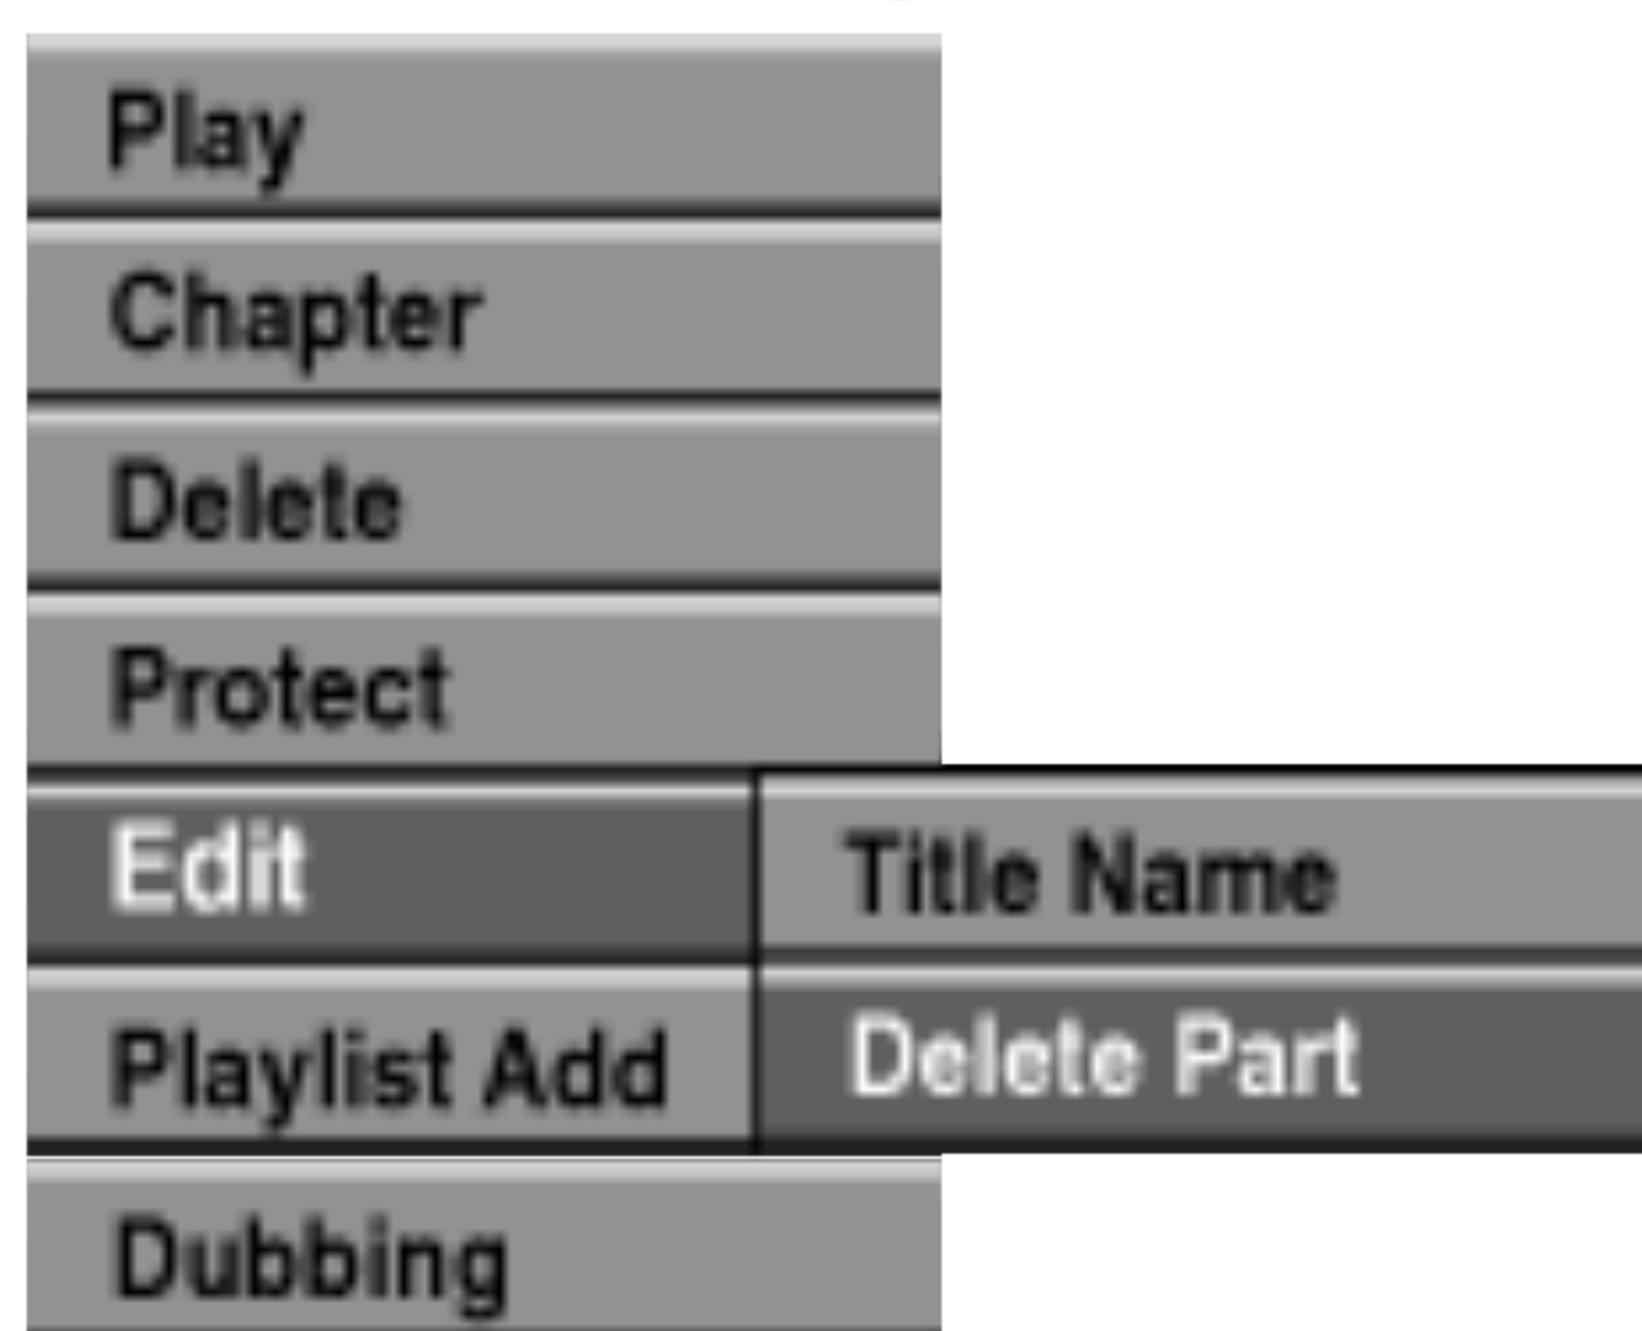 Play
Chapter
Delete
Protect
Edit
Title Name
Playlist Add
Delete Part
Dubbing